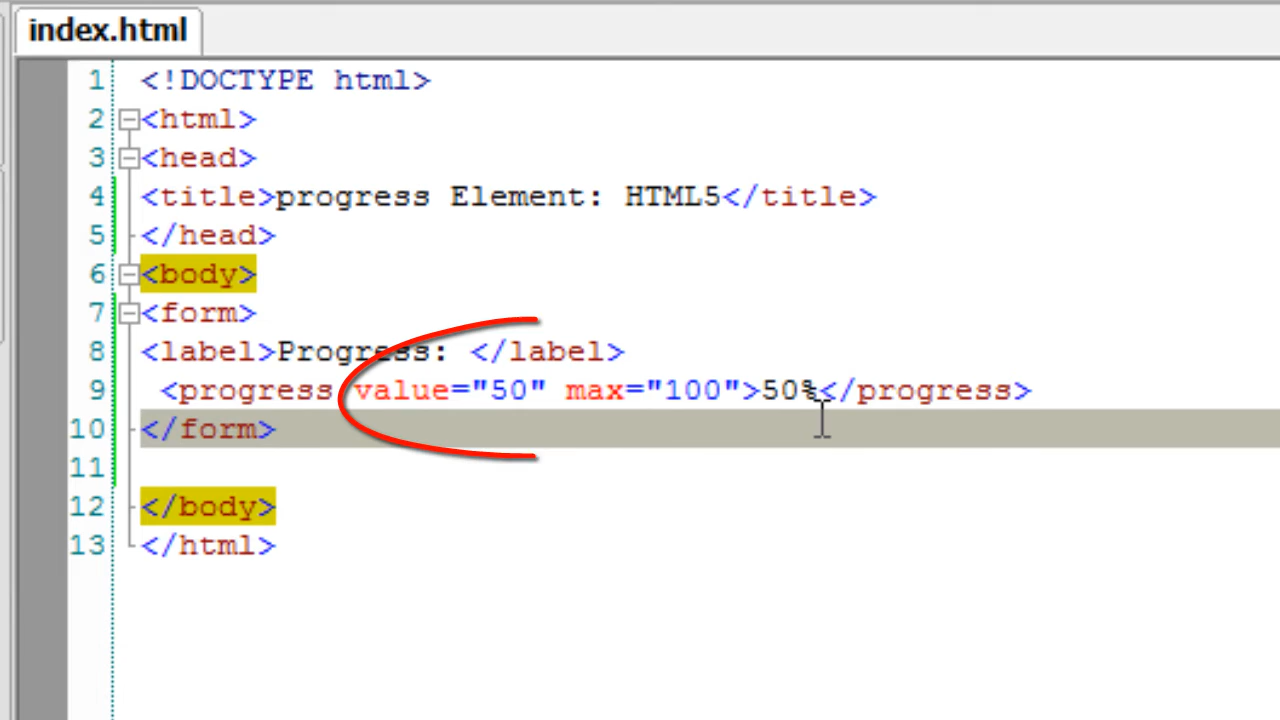 index.html
1 <!DOCTYPE html>
2 <html>
3 <head>
4 <title>progress Element: HTML5</title>
5 </head>
6 <body>
7 <form>
8 <label>Progress: </label>
9 <progress value="50" max="100">50%</progress>
10 </form>
11
12 </body>
13 </html>